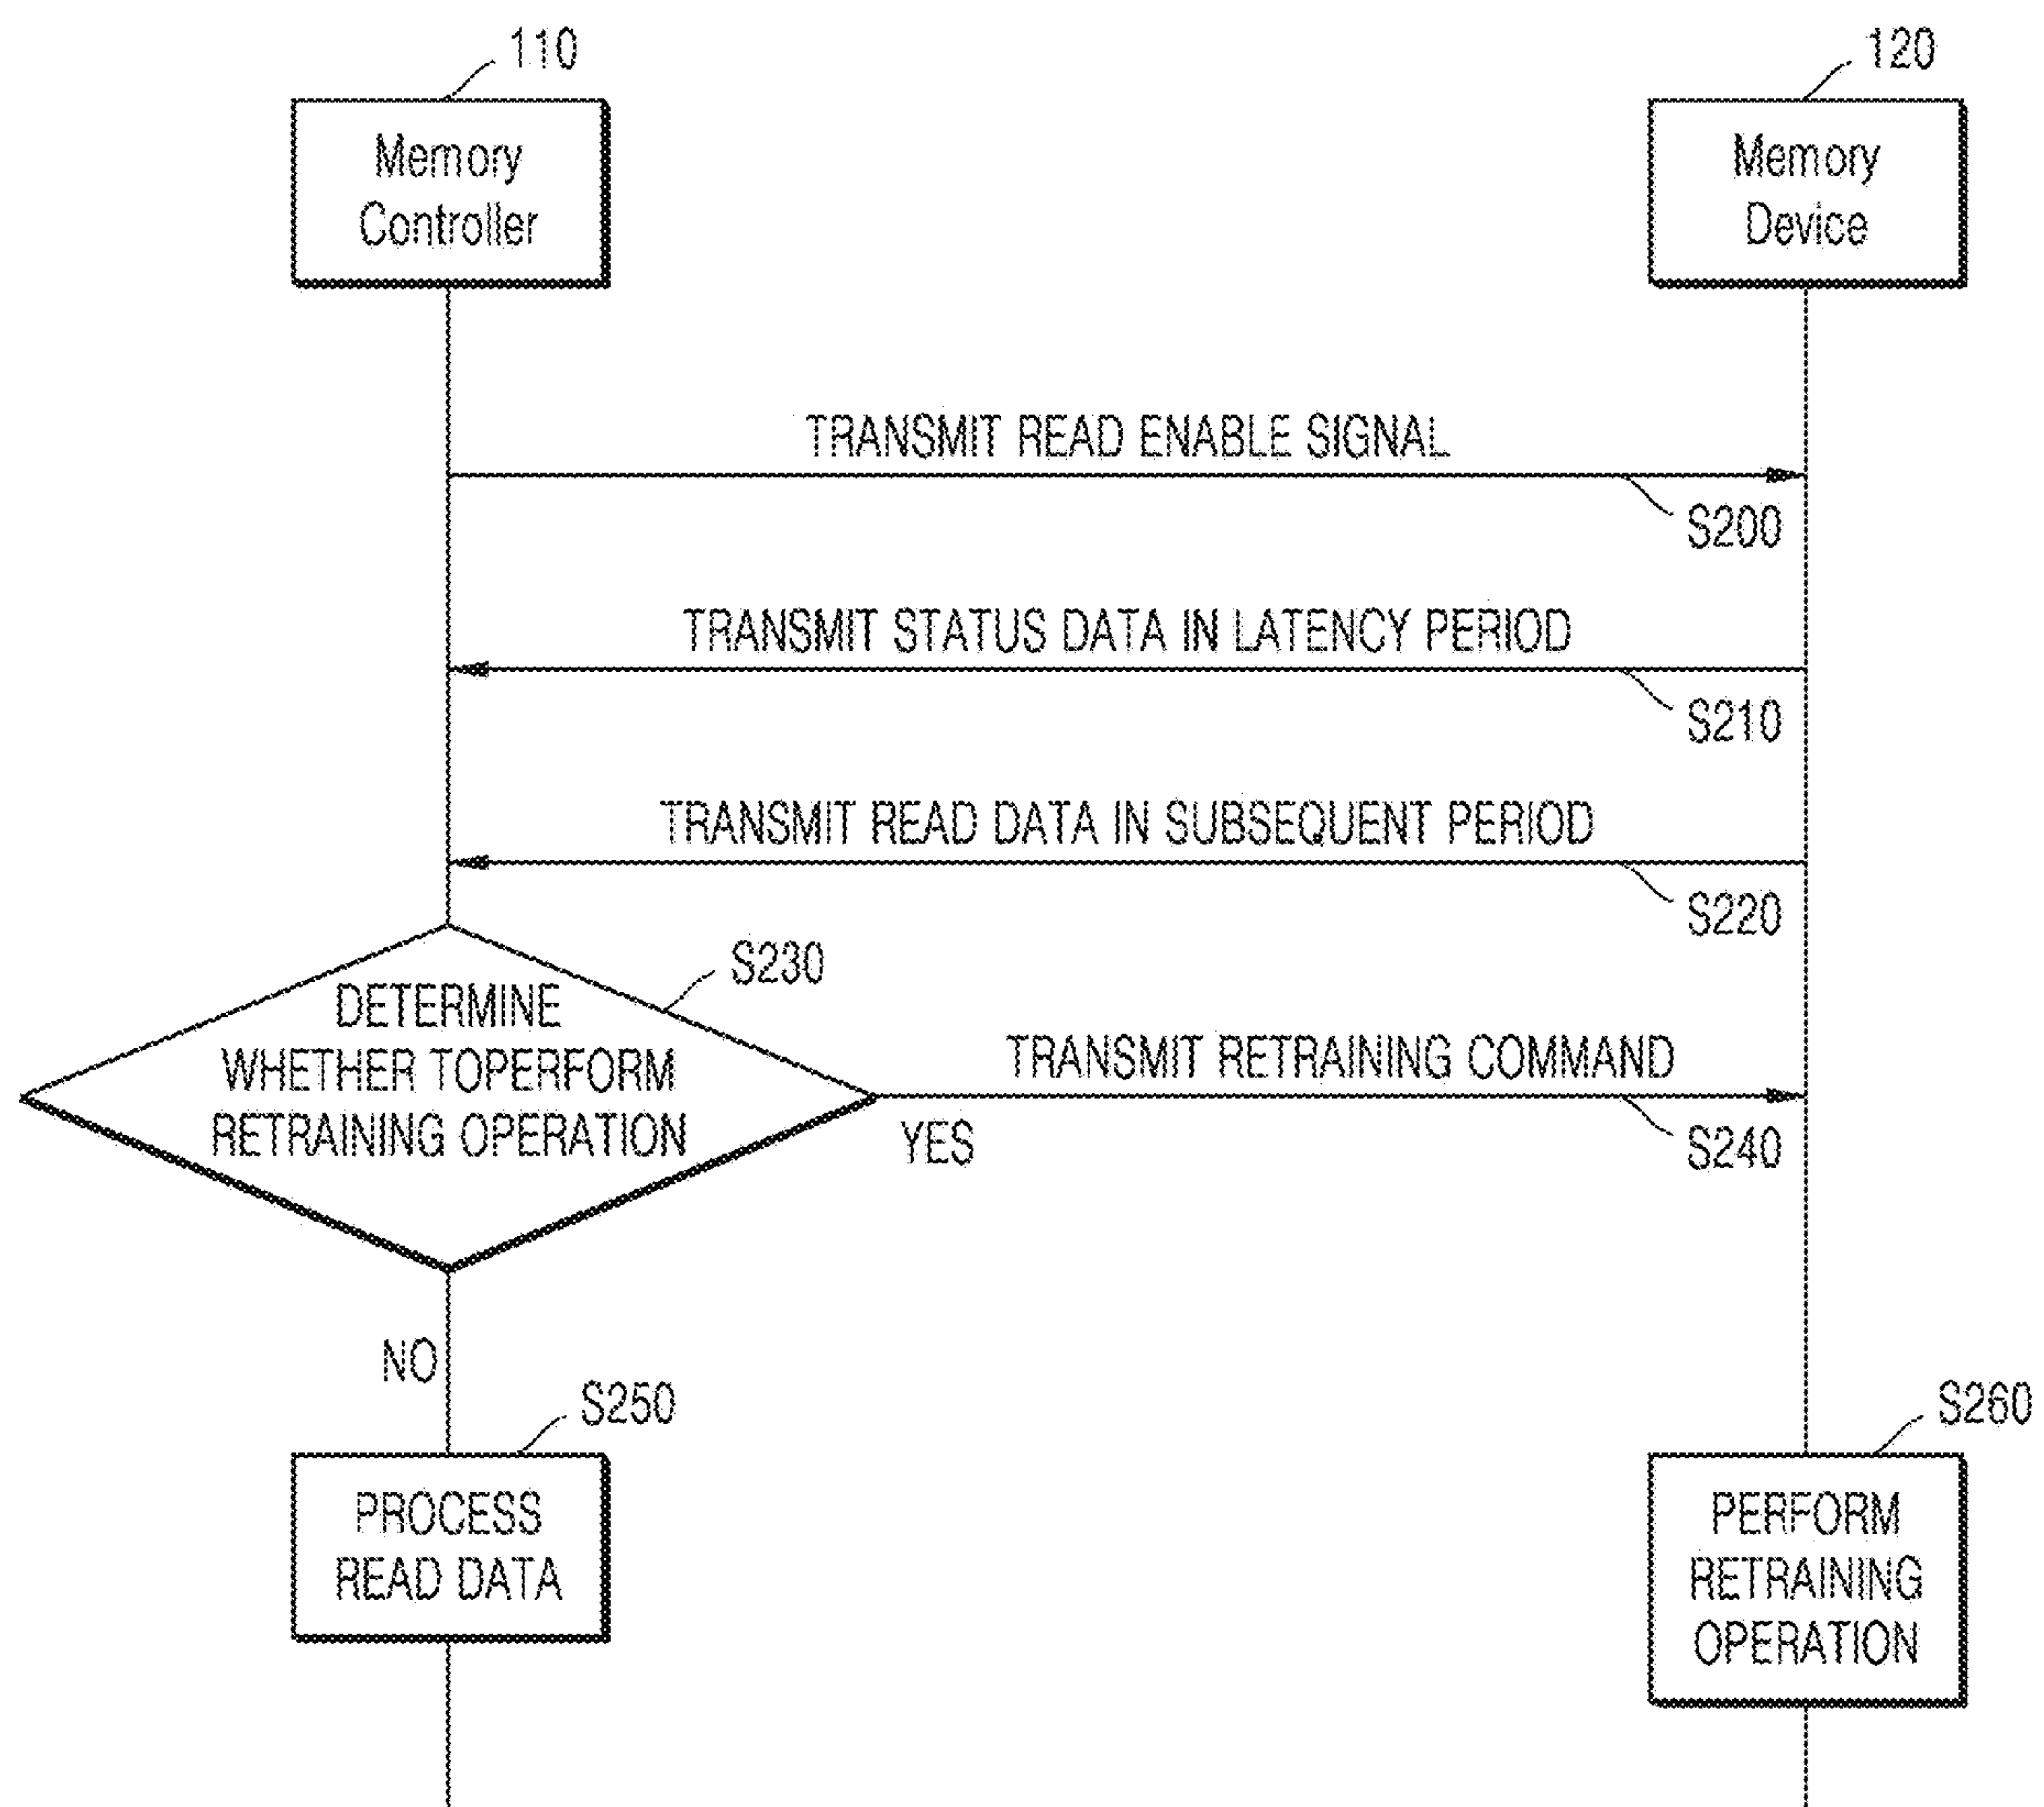 110
120
Memory
Controller
Memory
Device
TRANSMIT READ ENABLE SIGNAL
S200
TRANSMIT STATUS DATA IN LATENCY PERIOD
S210
TRANSMIT READ DATA IN SUBSEQUENT PERIOD
S220
S230
DETERMINE
WHETHER TOPERFORM
RETRAINING OPERATION
TRANSMIT RETRAINING COMMAND
YES
S240
NO
S250
S260
PROCESS
READ DATA
PERFORM
RETRAINING
OPERATION